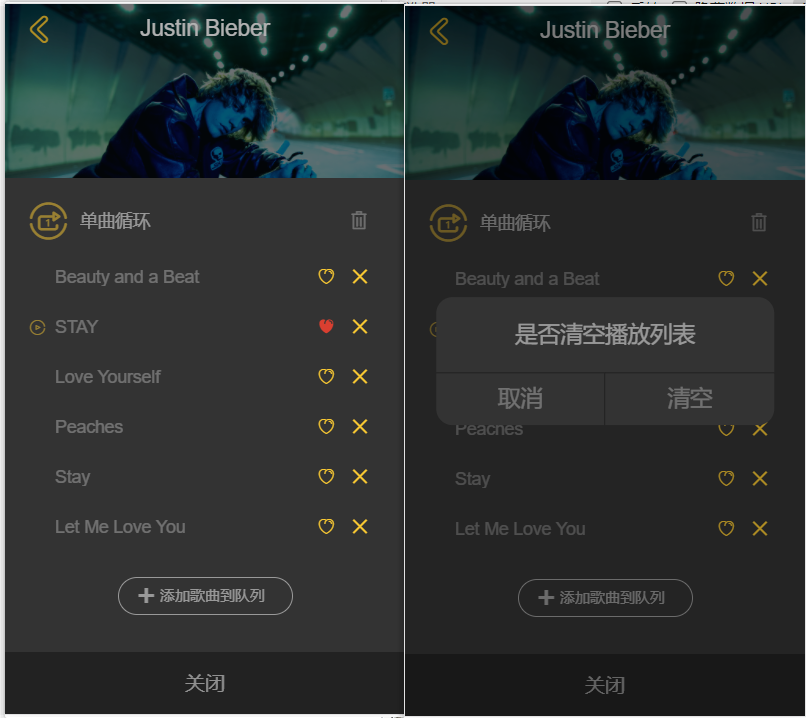 Justin Bieber
1 单曲循环
Beauty and a Beat
STAY
Love Yourself
Peaches
Stay
Let Me Love You
添加歌曲到队列
关闭
Justin Bieber
1 单曲循环
Beauty and a Beat
是否清空播放列表
取消 清空
Peaches
Stay
Let Me Love You
添加歌曲到队列
关闭